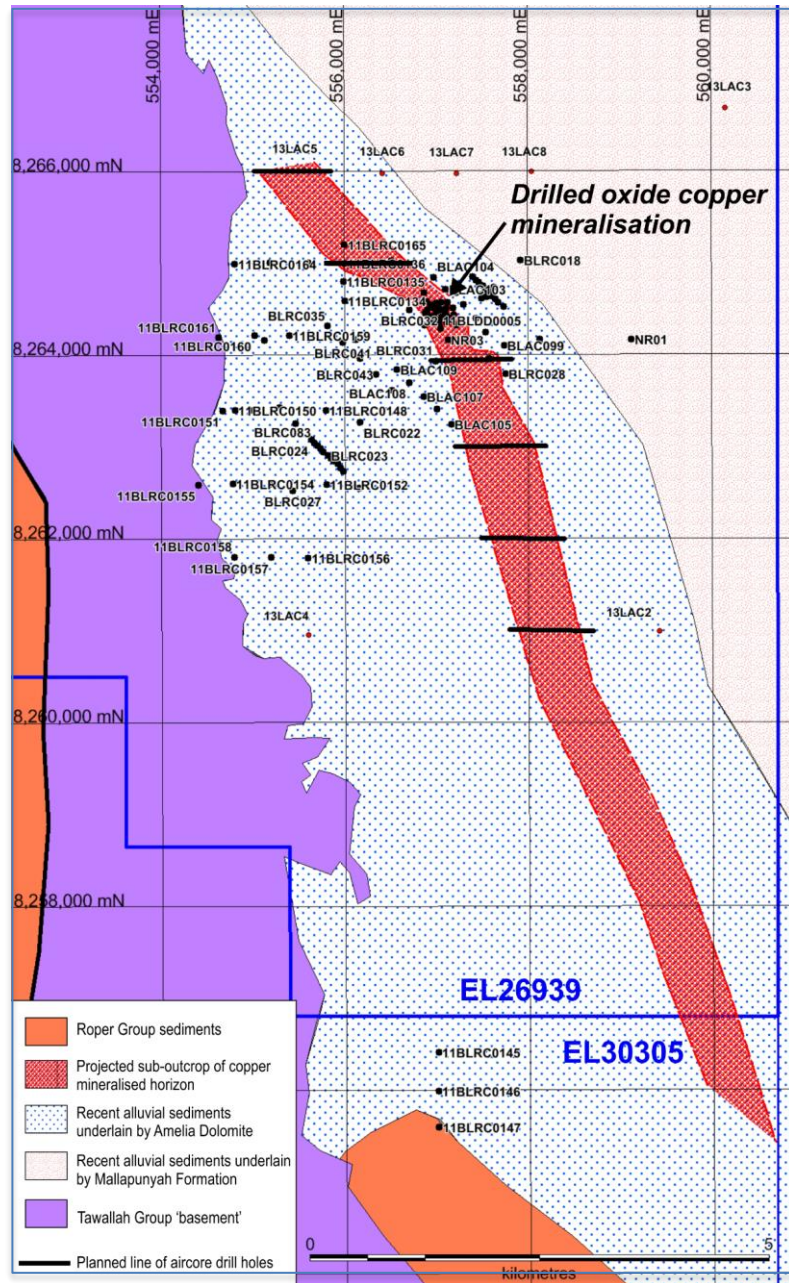 554,000 mE
556,000 mE
558,000 mE
560,000 mE
13LAC3
13LAC5
13LAC6
13LAC7
13LAC8
8,266,000 mN
Drilled oxide copper
mineralisation
11BLRC0165
11BLRC0164
11BLRC0136
BLAC104
BLRC018
11BLRC0135
BLAC103
11BLRC0134
BLRC035
BLRC032
11BLDD0005
11BLRC0161
11BLRC0159
11BLRC0160
NR03
BLAC099
NR01
8,264,000 mN
BLRC041
BLRC031
BLRC043
BLAC109
BLRC028
BLAC108
BLAC107
11BLRC0151
11BLRC0150
11BLRC0148
BLRC022
BLAC105
BLRC083
BLRC024
BLRC023
11BLRC0155
11BLRC0154
11BLRC0152
BLRC027
8,262,000 mN
11BLRC0158
11BLRC0157
11BLRC0156
13LAC4
13LAC2
8,260,000 mN
8,258,000 mN
EL26939
EL30305
11BLRC0145
11BLRC0146
11BLRC0147
Roper Group sediments
Projected sub-outcrop of copper
mineralised horizon
Recent alluvial sediments
underlain by Amelia Dolomite
Recent alluvial sediments underlain
by Mallapunyah Formation
Tawallah Group 'basement'
Planned line of aircore drill holes
0
5
kilometres